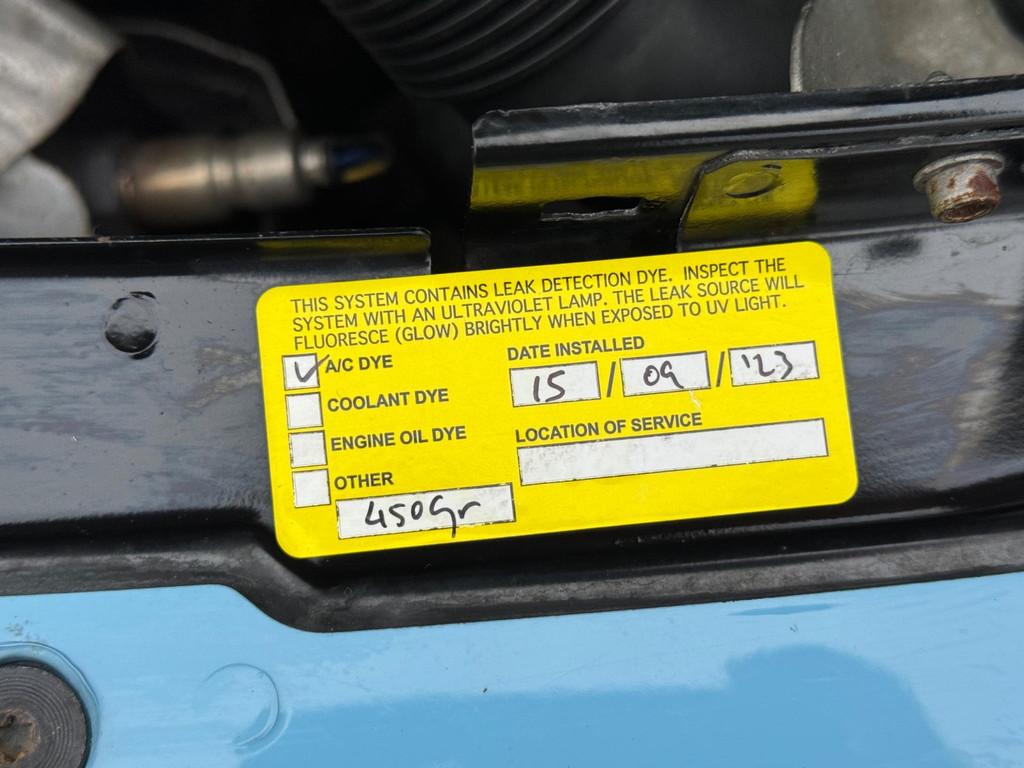 THIS SYSTEM CONTAINS LEAK DETECTION DYE. INSPECT THE
SYSTEM WITH AN ULTRAVIOLET LAMP. THE LEAK SOURCE WILL
FLUORESCE (GLOW) BRIGHTLY WHEN EXPOSED TO UV LIGHT.
A/C DYE
COOLANT DYE
ENGINE OIL DYE
OTHER
450Gr
DATE INSTALLED
15 / 09 / '23
LOCATION OF SERVICE